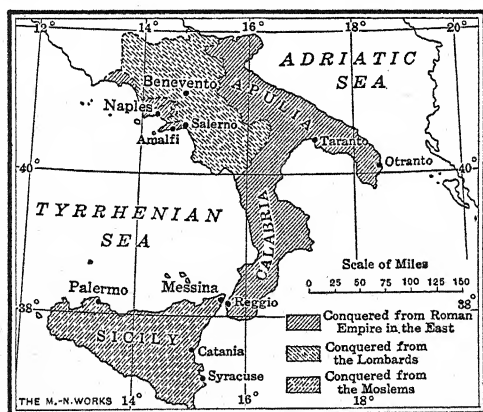 12°
14°
16°
18°
42°
ADRIATIC
SEA
Benevento
APULIA
Naples
Salerno
Amalfi
Taranto
Otranto
40°
40°
TYRRHENIAN
SEA
CALABRIA
Scale of Miles
0 25 50 75 100 150
Palermo
Messina
Reggio
38°
38°
SICILY
Catania
Syracuse
Conquered from Roman
Empire in the East
Conquered from
the Lombards
Conquered from
the Moslems
THE M.-N. WORKS
14°
16°
18°